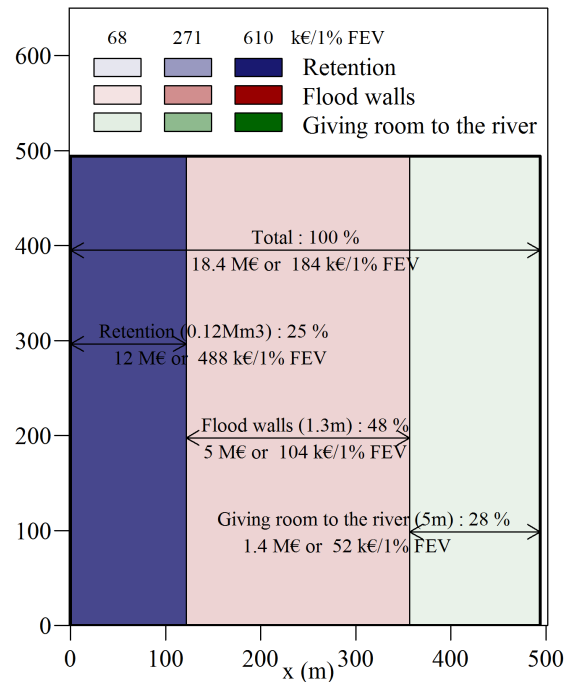 68 271 610 k€/1% FEV
Retention
Flood walls
Giving room to the river
600
500
400
300
200
100
0
Total : 100 %
18.4 M€ or 184 k€/1% FEV
Retention (0.12Mm3) : 25 %
12 M€ or 488 k€/1% FEV
Flood walls (1.3m) : 48 %
5 M€ or 104 k€/1% FEV
Giving room to the river (5m) : 28 %
1.4 M€ or 52 k€/1% FEV
0 100 200 300 400 500
x (m)